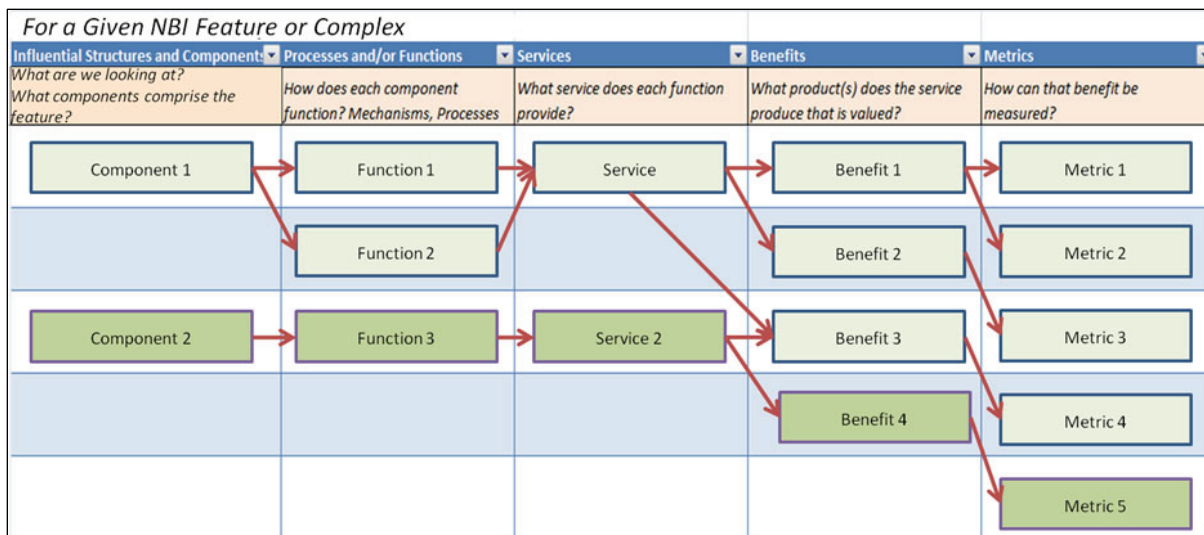 For a Given NBI Feature or Complex
Influential Structures and Components Processes and/or Functions Services Benefits Metrics
What are we looking at?
What components comprise the
feature?
How does each component
function? Mechanisms, Processes
What service does each function
provide?
What product(s) does the service
produce that is valued?
How can that benefit be
measured?
Component 1 Function 1 Service Benefit 1 Metric 1
Function 2 Benefit 2 Metric 2
Component 2 Function 3 Service 2 Benefit 3 Metric 3
Benefit 4 Metric 4
Metric 5